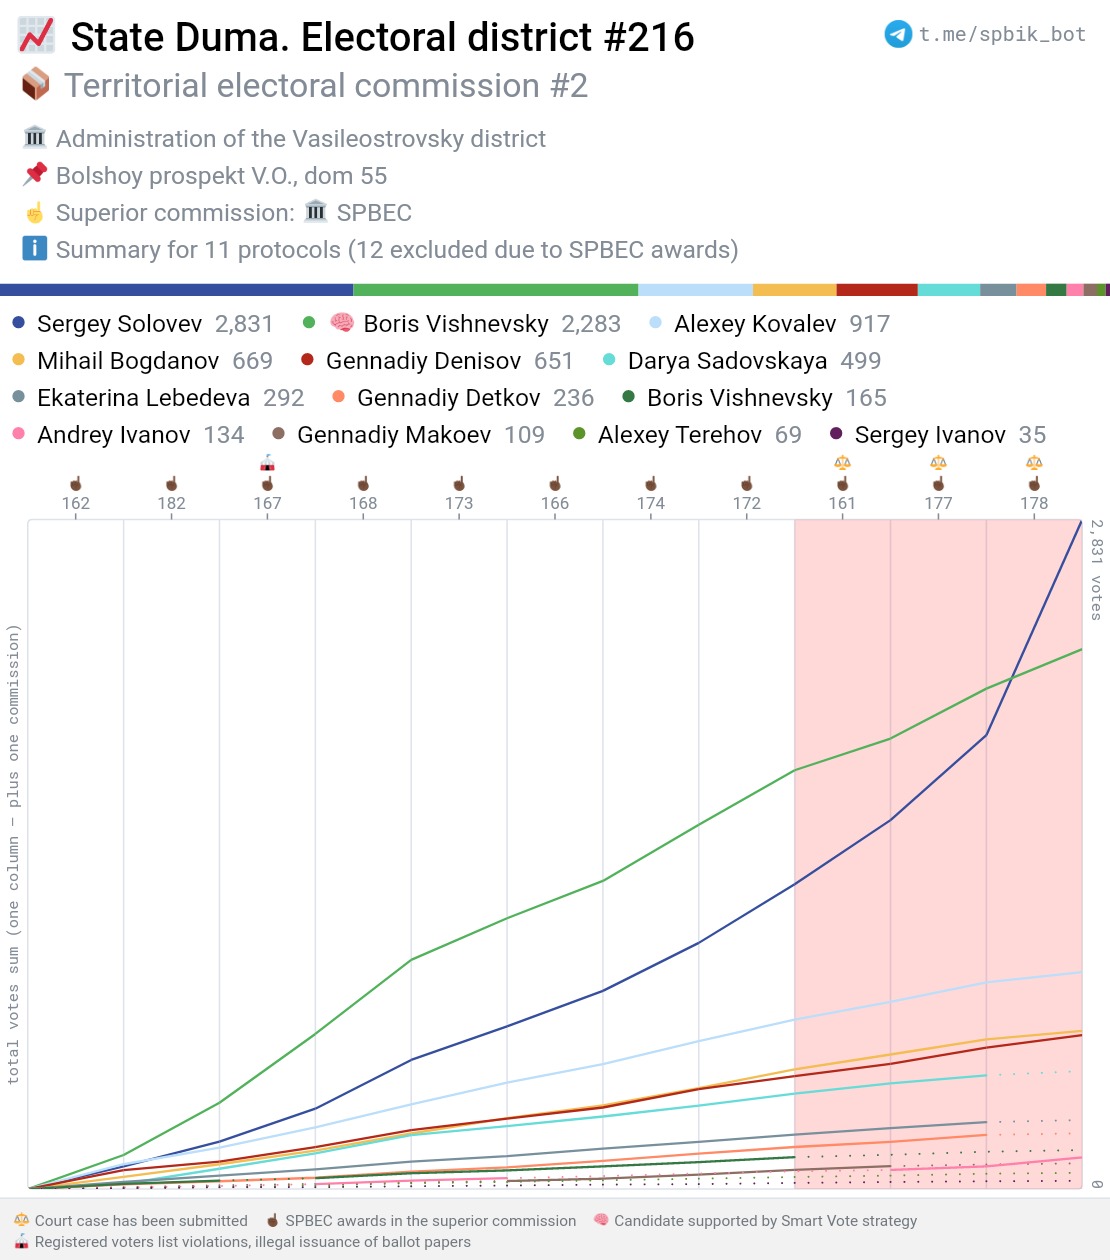 State Duma. Electoral district #216
t.me/spbik_bot
Territorial electoral commission #2
Administration of the Vasileostrovsky district
Bolshoy prospekt V.O., dom 55
Superior commission: SPBEC
Summary for 11 protocols (12 excluded due to SPBEC awards)
Sergey Solovev 2,831 Boris Vishnevsky 2,283 Alexey Kovalev 917
Mihail Bogdanov 669 Gennadiy Denisov 651 Darya Sadovskaya 499
Ekaterina Lebedeva 292 Gennadiy Detkov 236 Boris Vishnevsky 165
Andrey Ivanov 134 Gennadiy Makoev 109 Alexey Terehov 69 Sergey Ivanov 35
162 182 167 168 173 166 174 172 161 177 178
2,831 votes
total votes sum (one column – plus one commission)
0
Court case has been submitted SPBEC awards in the superior commission Candidate supported by Smart Vote strategy
Registered voters list violations, illegal issuance of ballot papers